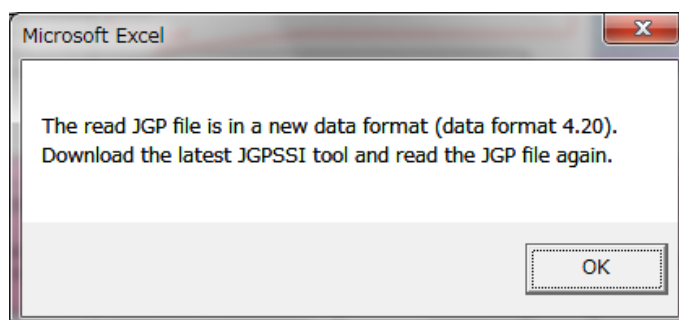 Microsoft Excel
The read JGP file is in a new data format (data format 4.20).
Download the latest JGPSSI tool and read the JGP file again.
OK